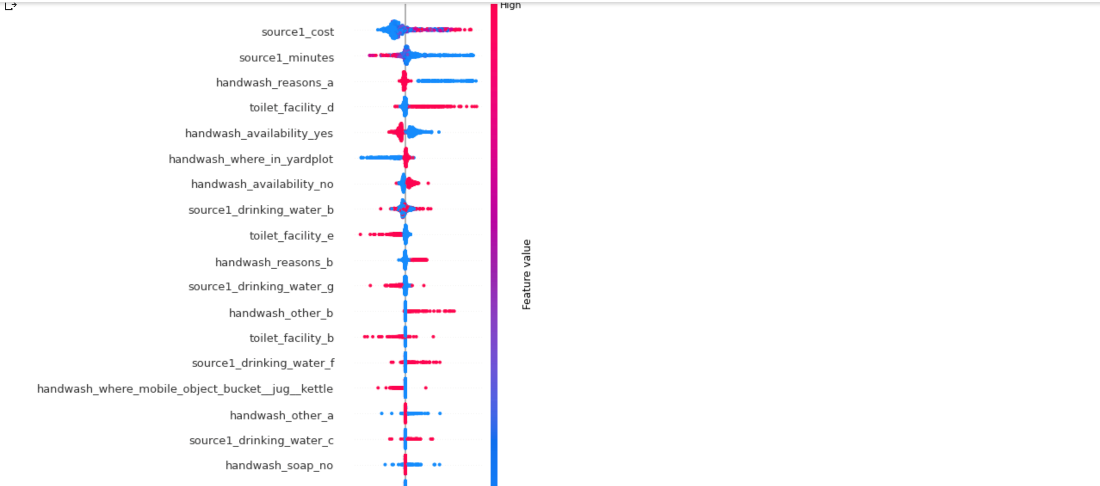 High
source1_cost
source1_minutes
handwash_reasons_a
toilet_facility_d
handwash_availability_yes
handwash_where_in_yardplot
handwash_availability_no
source1_drinking_water_b
toilet_facility_e
handwash_reasons_b
source1_drinking_water_g
handwash_other_b
toilet_facility_b
source1_drinking_water_f
handwash_where_mobile_object_bucket__jug__kettle
handwash_other_a
source1_drinking_water_c
handwash_soap_no
Feature value